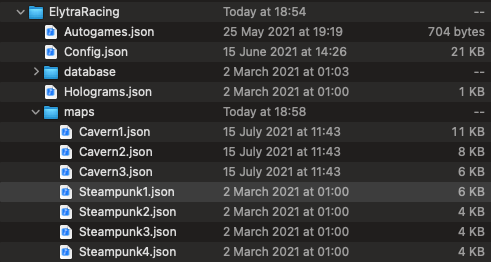 ElytraRacing Today at 18:54 --
Autogames.json 25 May 2021 at 19:19 704 bytes
Config.json 15 June 2021 at 14:26 21 KB
database 2 March 2021 at 01:03 --
Holograms.json 2 March 2021 at 01:00 1 KB
maps Today at 18:58 --
Cavern1.json 15 July 2021 at 11:43 11 KB
Cavern2.json 15 July 2021 at 11:43 8 KB
Cavern3.json 15 July 2021 at 11:43 6 KB
Steampunk1.json 2 March 2021 at 01:00 6 KB
Steampunk2.json 2 March 2021 at 01:00 4 KB
Steampunk3.json 2 March 2021 at 01:00 4 KB
Steampunk4.json 2 March 2021 at 01:00 4 KB